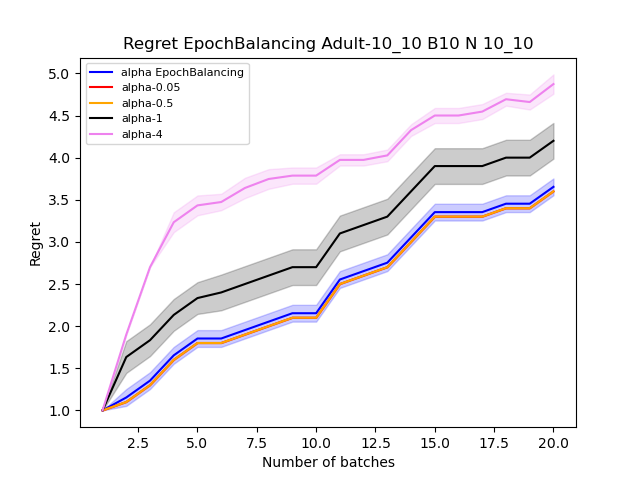 Regret EpochBalancing Adult-10_10 B10 N 10_10
alpha EpochBalancing
alpha-0.05
alpha-0.5
alpha-1
alpha-4
Regret
5.0
4.5
4.0
3.5
3.0
2.5
2.0
1.5
1.0
2.5 5.0 7.5 10.0 12.5 15.0 17.5 20.0
Number of batches